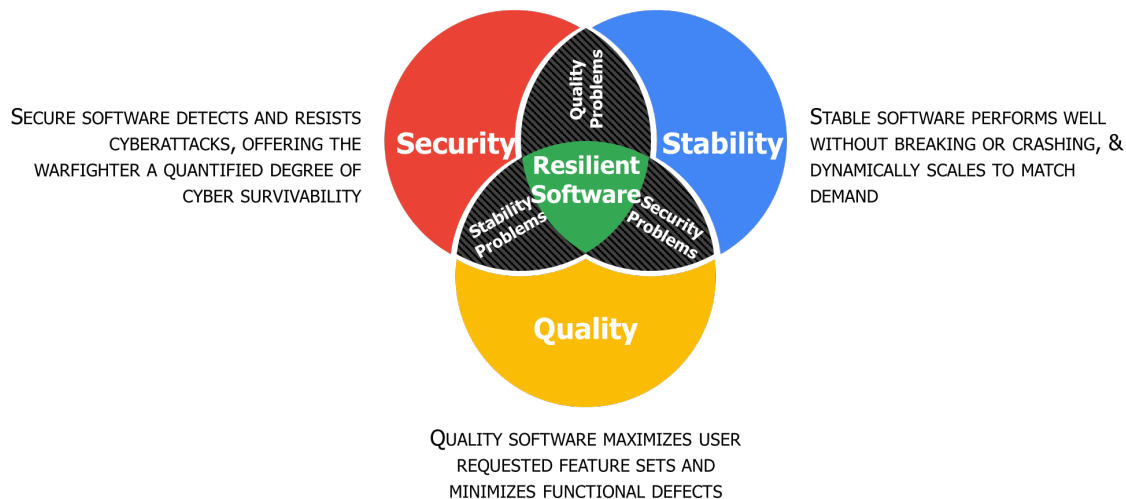 Quality
Problems
SECURE SOFTWARE DETECTS AND RESISTS
CYBERATTACKS, OFFERING THE
WARFIGHTER A QUANTIFIED DEGREE OF
CYBER SURVIVABILITY
Security
Stability
STABLE SOFTWARE PERFORMS WELL
WITHOUT BREAKING OR CRASHING, &
DYNAMICALLY SCALES TO MATCH
DEMAND
Resilient
Software
Stability
Problems
Security
Problems
Quality
QUALITY SOFTWARE MAXIMIZES USER
REQUESTED FEATURE SETS AND
MINIMIZES FUNCTIONAL DEFECTS